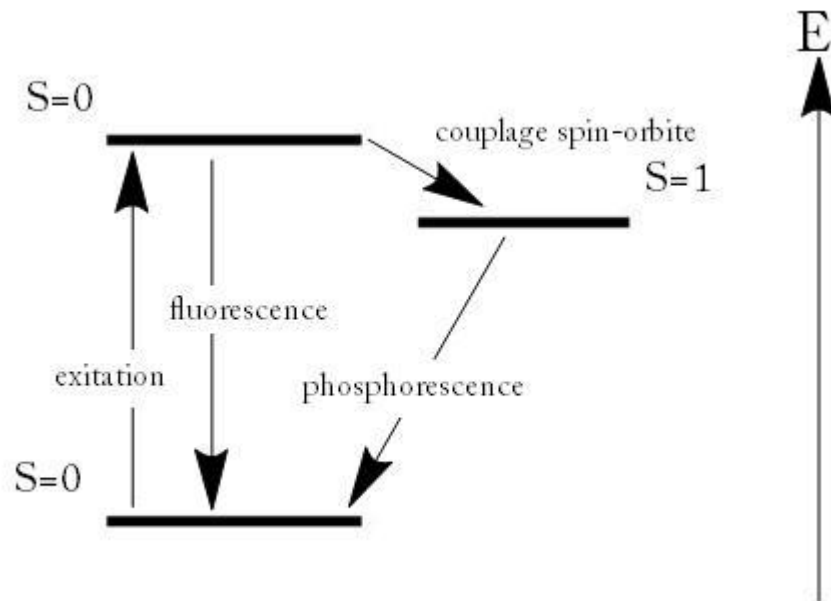 E
S=0
couplage spin-orbite
S=1
fluorescence
exitation
phosphorescence
S=0